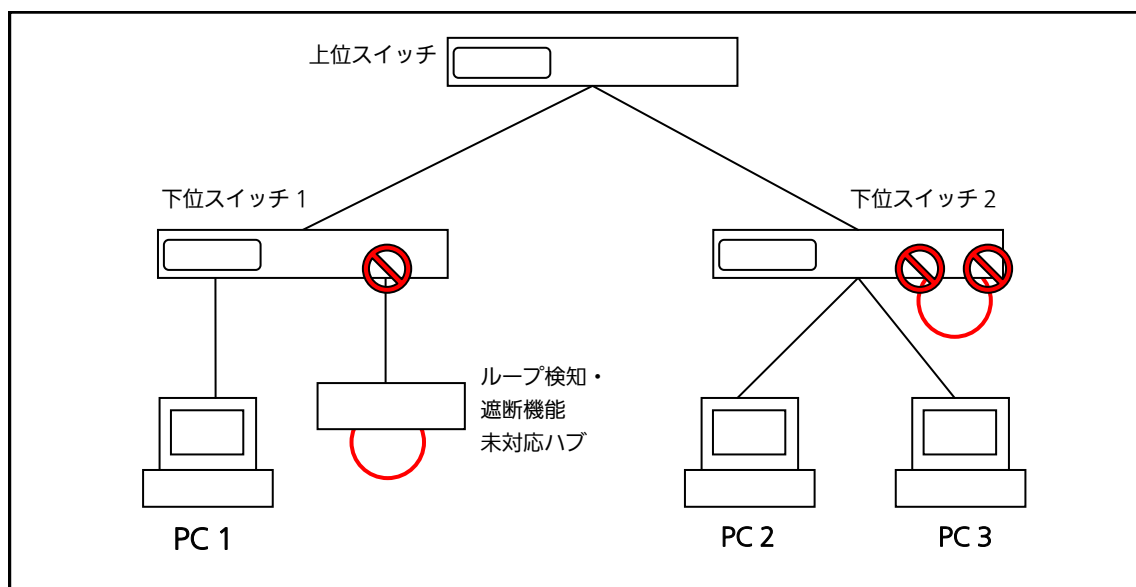 上位スイッチ
下位スイッチ 1
下位スイッチ 2
ループ検知・
遮断機能
未対応ハブ
PC 1
PC 2
PC 3